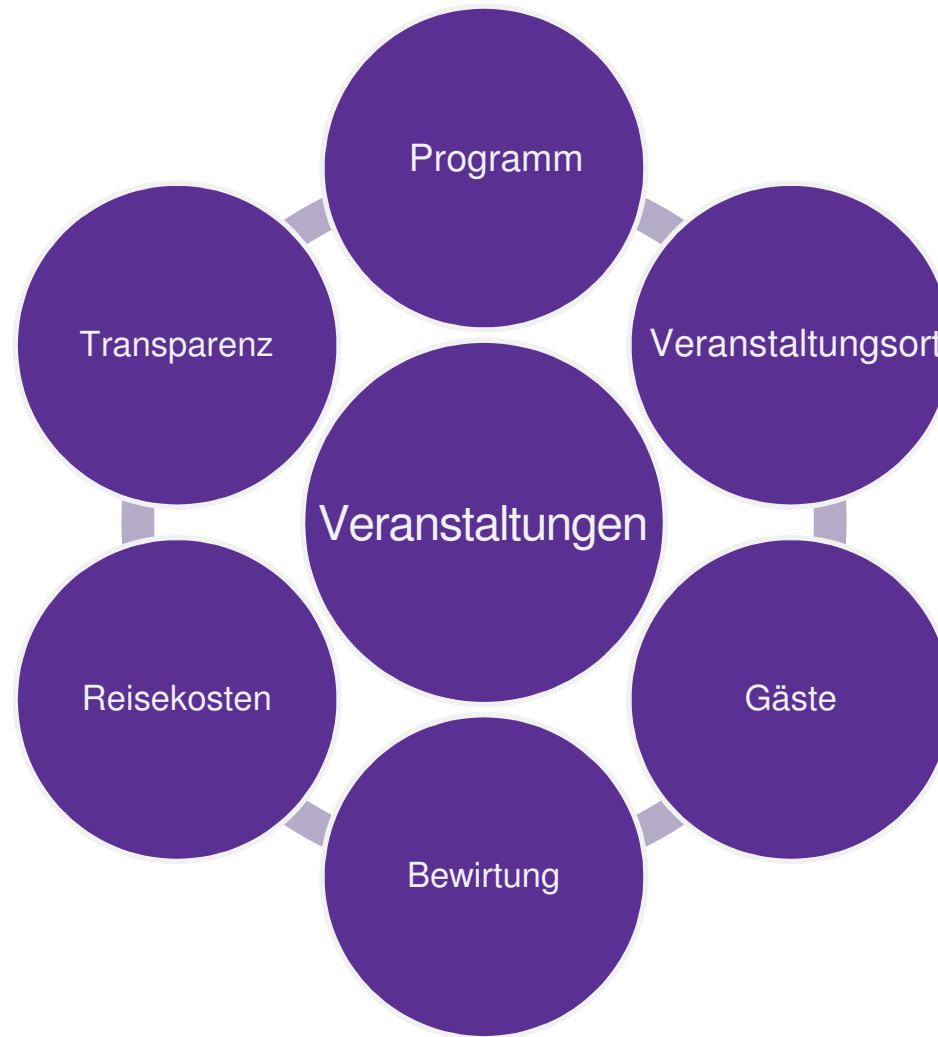 Programm
Transparenz
Veranstaltungsort
Veranstaltungen
Reisekosten
Gäste
Bewirtung